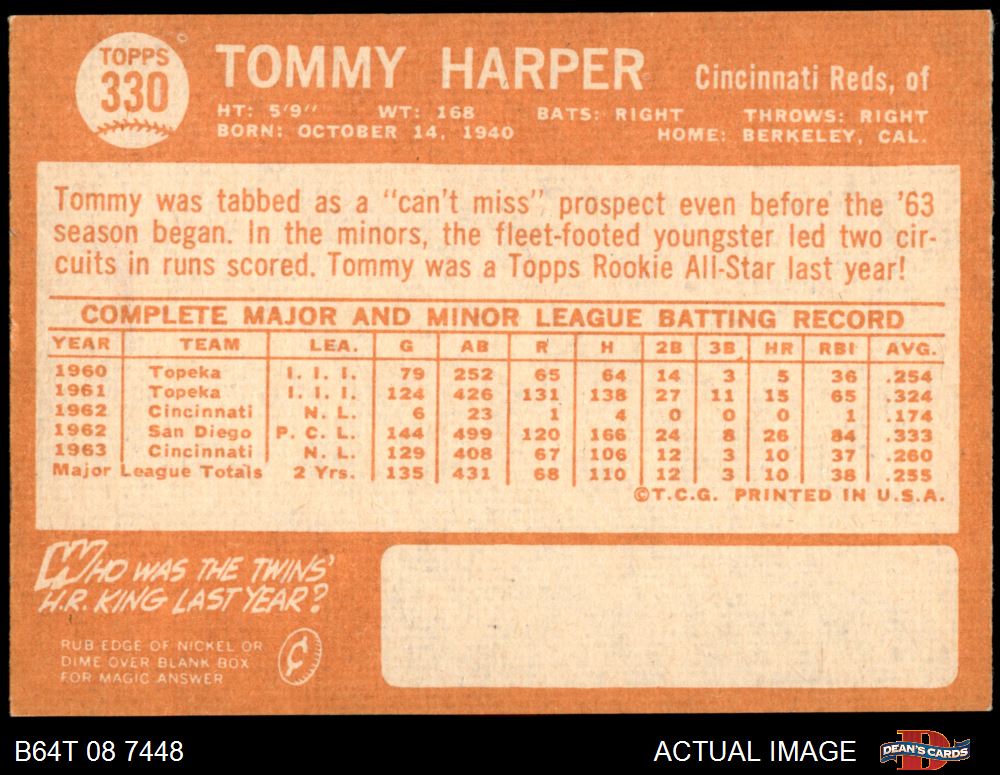 TOPPS
330
TOMMY HARPER Cincinnati Reds, of
HT: 5'9" WT: 168 BATS: RIGHT THROWS: RIGHT
BORN: OCTOBER 14, 1940 HOME: BERKELEY, CAL.
Tommy was tabbed as a "can't miss" prospect even before the '63
season began. In the minors, the fleet-footed youngster led two cir-
cuits in runs scored. Tommy was a Topps Rookie All-Star last year!
COMPLETE MAJOR AND MINOR LEAGUE BATTING RECORD
YEAR TEAM LEA. G AB R H 2B 3B HR RBI AVG.
1960 Topeka I. I. I. 79 252 65 64 14 3 5 36 .254
1961 Topeka I. I. I. 124 426 131 138 27 11 15 65 .324
1962 Cincinnati N. L. 6 23 1 4 0 0 0 1 .174
1962 San Diego P. C. L. 144 499 120 166 24 8 26 84 .333
1963 Cincinnati N. L. 129 408 67 106 12 3 10 37 .260
Major League Totals 2 Yrs. 135 431 68 110 12 3 10 38 .255
©T.C.G. PRINTED IN U.S.A.
WHO WAS THE TWINS'
H.R. KING LAST YEAR?
RUB EDGE OF NICKEL OR
DIME OVER BLANK BOX
FOR MAGIC ANSWER
¢
B64T 08 7448 ACTUAL IMAGE DEAN'S CARDS